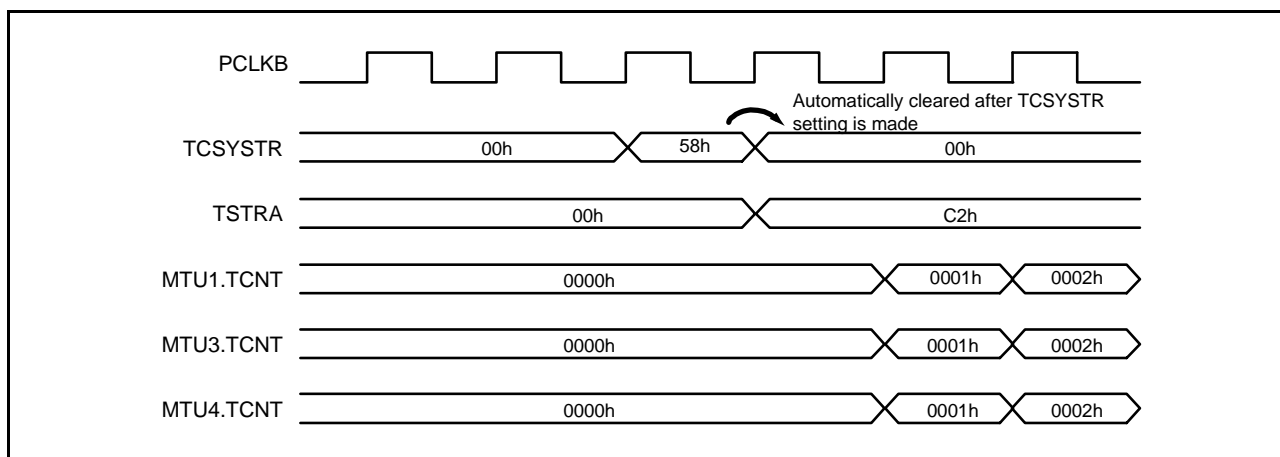 PCLKB
Automatically cleared after TCSYSTR
setting is made
TCSYSTR 00h 58h 00h
TSTRA 00h C2h
MTU1.TCNT 0000h 0001h 0002h
MTU3.TCNT 0000h 0001h 0002h
MTU4.TCNT 0000h 0001h 0002h